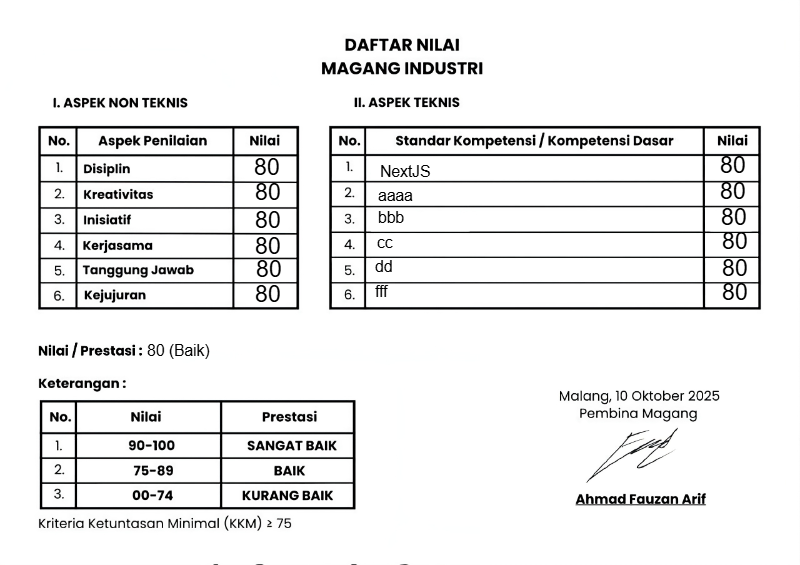 DAFTAR NILAI
MAGANG INDUSTRI
I. ASPEK NON TEKNIS
No. Aspek Penilaian Nilai
1. Disiplin 80
2. Kreativitas 80
3. Inisiatif 80
4. Kerjasama 80
5. Tanggung Jawab 80
6. Kejujuran 80
II. ASPEK TEKNIS
No. Standar Kompetensi / Kompetensi Dasar Nilai
1. NextJS 80
2. aaaa 80
3. bbb 80
4. cc 80
5. dd 80
6. fff 80
Nilai / Prestasi : 80 (Baik)
Keterangan :
No. Nilai Prestasi
1. 90-100 SANGAT BAIK
2. 75-89 BAIK
3. 00-74 KURANG BAIK
Kriteria Ketuntasan Minimal (KKM) ≥ 75
Malang, 10 Oktober 2025
Pembina Magang
Ahmad Fauzan Arif